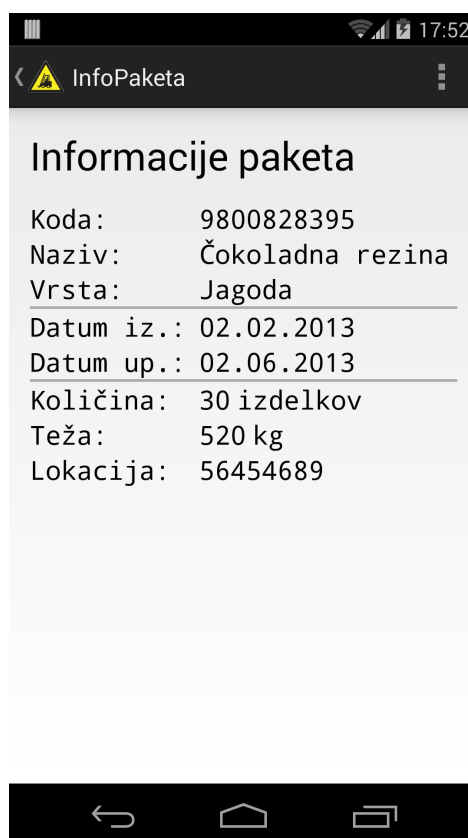 17:52
InfoPaketa
Informacije paketa
Koda: 9800828395
Naziv: Čokoladna rezina
Vrsta: Jagoda
Datum iz.: 02.02.2013
Datum up.: 02.06.2013
Količina: 30 izdelkov
Teža: 520 kg
Lokacija: 56454689